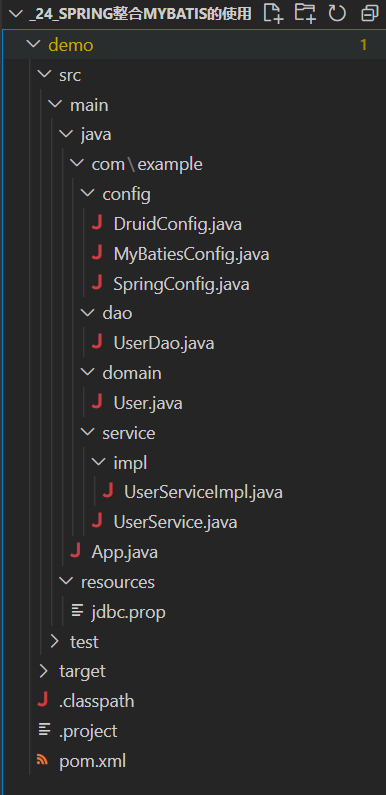 _24_SPRING整合MYBATIS的使用
demo 1
src
main
java
com\example
config
DruidConfig.java
MyBatiesConfig.java
SpringConfig.java
dao
UserDao.java
domain
User.java
service
impl
UserServiceImpl.java
UserService.java
App.java
resources
jdbc.prop
test
target
.classpath
.project
pom.xml